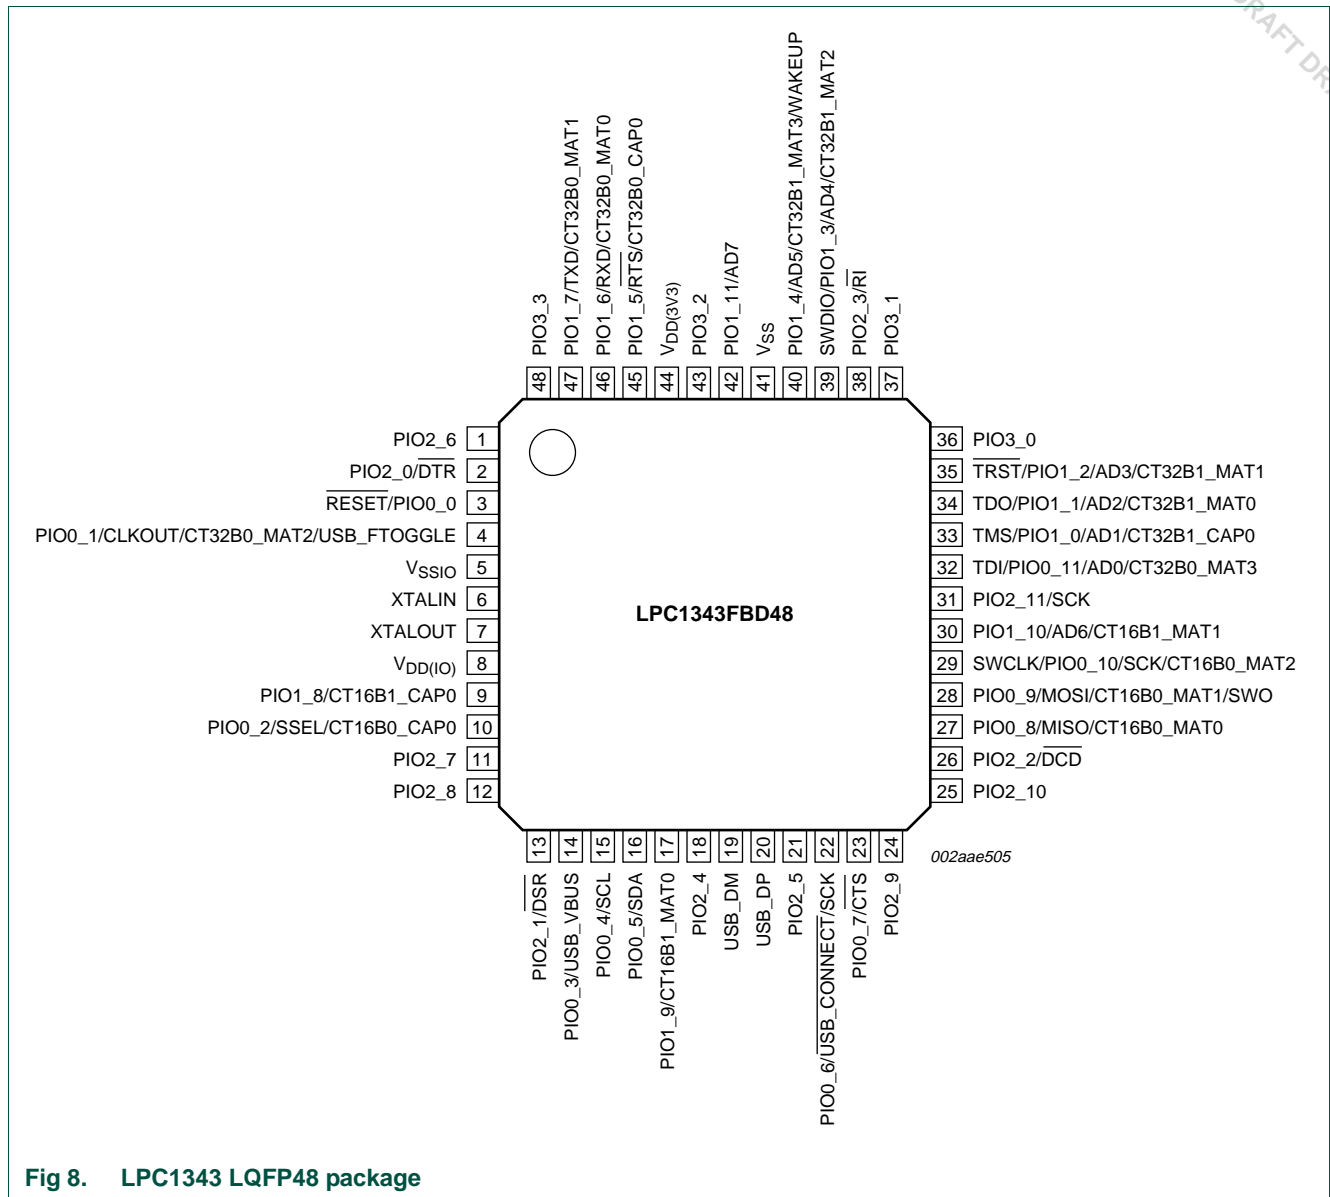 DRAFT DRA
PIO3_3
PIO1_7/TXD/CT32B0_MAT1
PIO1_6/RXD/CT32B0_MAT0
PIO1_5/RTS/CT32B0_CAP0
VDD(3V3)
PIO3_2
PIO1_11/AD7
VSS
PIO1_4/AD5/CT32B1_MAT3/WAKEUP
SWDIO/PIO1_3/AD4/CT32B1_MAT2
PIO2_3/RI
PIO3_1
48 47 46 45 44 43 42 41 40 39 38 37
PIO2_6 1
PIO2_0/DTR 2
RESET/PIO0_0 3
PIO0_1/CLKOUT/CT32B0_MAT2/USB_FTOGGLE 4
VSSIO 5
XTALIN 6
XTALOUT 7
VDD(IO) 8
PIO1_8/CT16B1_CAP0 9
PIO0_2/SSEL/CT16B0_CAP0 10
PIO2_7 11
PIO2_8 12
LPC1343FBD48
36 PIO3_0
35 TRST/PIO1_2/AD3/CT32B1_MAT1
34 TDO/PIO1_1/AD2/CT32B1_MAT0
33 TMS/PIO1_0/AD1/CT32B1_CAP0
32 TDI/PIO0_11/AD0/CT32B0_MAT3
31 PIO2_11/SCK
30 PIO1_10/AD6/CT16B1_MAT1
29 SWCLK/PIO0_10/SCK/CT16B0_MAT2
28 PIO0_9/MOSI/CT16B0_MAT1/SWO
27 PIO0_8/MISO/CT16B0_MAT0
26 PIO2_2/DCD
25 PIO2_10
13 14 15 16 17 18 19 20 21 22 23 24
PIO2_1/DSR
PIO0_3/USB_VBUS
PIO0_4/SCL
PIO0_5/SDA
PIO1_9/CT16B1_MAT0
PIO2_4
USB_DM
USB_DP
PIO2_5
PIO0_6/USB_CONNECT/SCK
PIO0_7/CTS
PIO2_9
002aae505
Fig 8. LPC1343 LQFP48 package